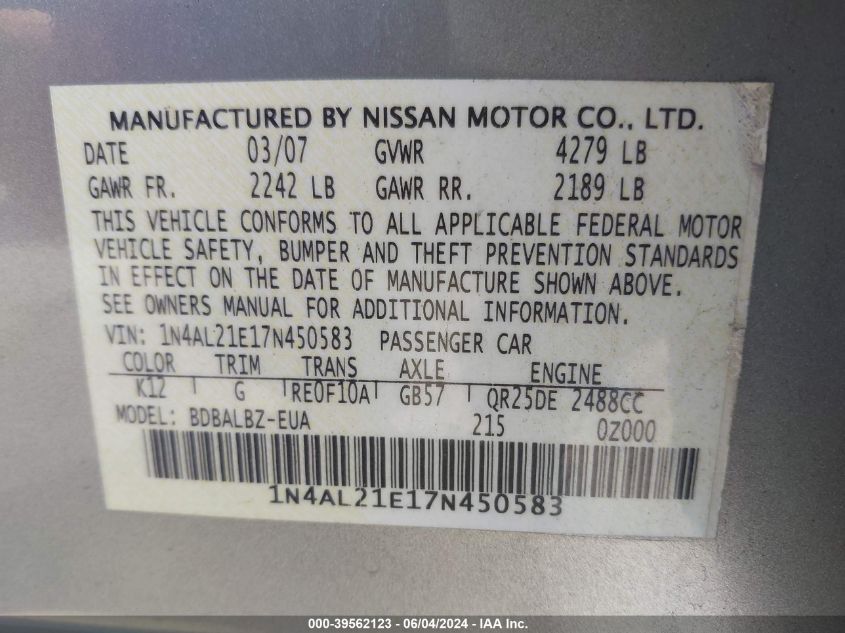 MANUFACTURED BY NISSAN MOTOR CO., LTD.
DATE 03/07 GVWR 4279 LB
GAWR FR. 2242 LB GAWR RR. 2189 LB
THIS VEHICLE CONFORMS TO ALL APPLICABLE FEDERAL MOTOR
VEHICLE SAFETY, BUMPER AND THEFT PREVENTION STANDARDS
IN EFFECT ON THE DATE OF MANUFACTURE SHOWN ABOVE.
SEE OWNERS MANUAL FOR ADDITIONAL INFORMATION.
VIN: 1N4AL21E17N450583 PASSENGER CAR
COLOR TRIM TRANS AXLE ENGINE
K12 G RE0F10A GB57 QR25DE 2488CC
MODEL: BDBALBZ-EUA 215 0Z000
1N4AL21E17N450583
000-39562123 - 06/04/2024 - IAA Inc.